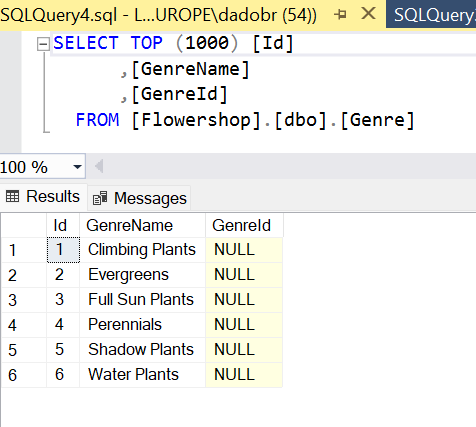 SQLQuery4.sql - L...UROPE\dadobr (54))
SQLQuery
SELECT TOP (1000) [Id]
,[GenreName]
,[GenreId]
FROM [Flowershop].[dbo].[Genre]
100 %
Results Messages
Id GenreName GenreId
1 1 Climbing Plants NULL
2 2 Evergreens NULL
3 3 Full Sun Plants NULL
4 4 Perennials NULL
5 5 Shadow Plants NULL
6 6 Water Plants NULL